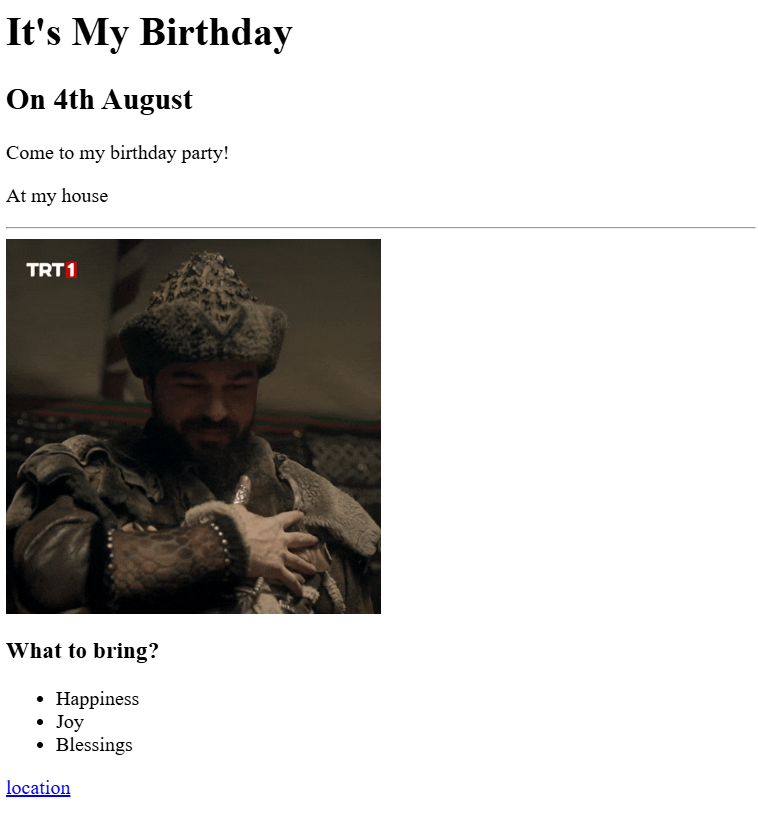 It's My Birthday
On 4th August
Come to my birthday party!
At my house
TRT1
What to bring?
Happiness
Joy
Blessings
location